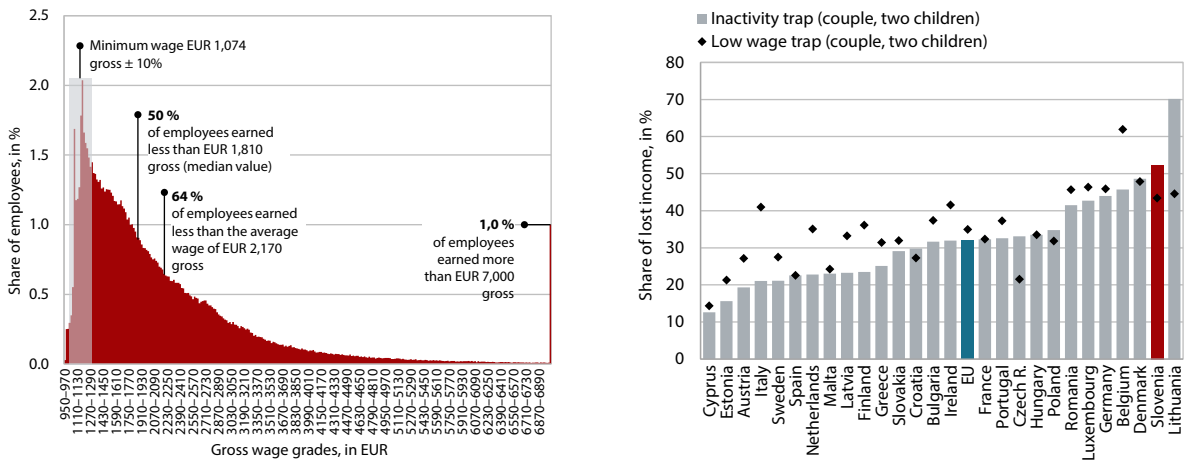 2.5
2.0
1.5
1.0
0.5
0.0
Share of employees, in %
Minimum wage EUR 1,074
gross ± 10%
50 %
of employees earned
less than EUR 1,810
gross (median value)
64 %
of employees earned
less than the average
wage of EUR 2,170
gross
1,0 %
of employees
earned more
than EUR 7,000
gross
950–970
1110–1130
1270–1290
1430–1455
1590–1610
1750–1777
1910–1930
2070–2090
2230–2251
2390–2410
2550–2570
2710–2730
2870–2890
3030–3050
3190–3210
3350–3370
3510–3530
3670–3690
3830–3885
3990–4001
4150–4171
4310–4330
4470–4490
4630–4650
4790–4810
4950–4970
5110–5130
5270–5290
5430–5455
5590–5610
5750–5770
5910–5930
6070–6090
6230–6250
6390–6410
6550–6570
6710–6730
6870–6890
Gross wage grades, in EUR
Inactivity trap (couple, two children)
Low wage trap (couple, two children)
80
70
60
50
40
30
20
10
0
Share of lost income, in %
Cyprus
Estonia
Austria
Italy
Sweden
Spain
Netherlands
Malta
Latvia
Finland
Greece
Slovakia
Croatia
Bulgaria
Ireland
EU
France
Portugal
Czech R.
Hungary
Poland
Romania
Luxembourg
Germany
Belgium
Denmark
Slovenia
Lithuania